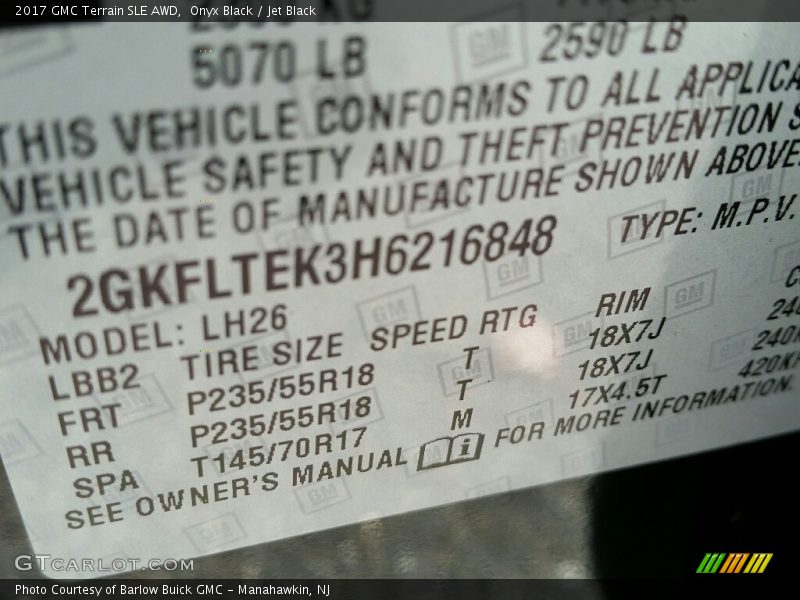 2017 GMC Terrain SLE AWD, Onyx Black / Jet Black
KG
5070 LB 2590 LB
THIS VEHICLE CONFORMS TO ALL
VEHICLE SAFETY AND THEFT PREVENTION
THE DATE OF MANUFACTURE SHOWN ABOVE.
2GKFLTEK3H6216848 TYPE: M.P.V.
MODEL: LH26
LBB2 TIRE SIZE SPEED RTG RIM
FRT P235/55R18 T 18X7J
RR P235/55R18 T 18X7J
SPA T145/70R17 M 17X4.5T
SEE OWNER'S MANUAL i FOR MORE INFORMATION.
GTCARLOT.COM
Photo Courtesy of Barlow Buick GMC - Manahawkin, NJ